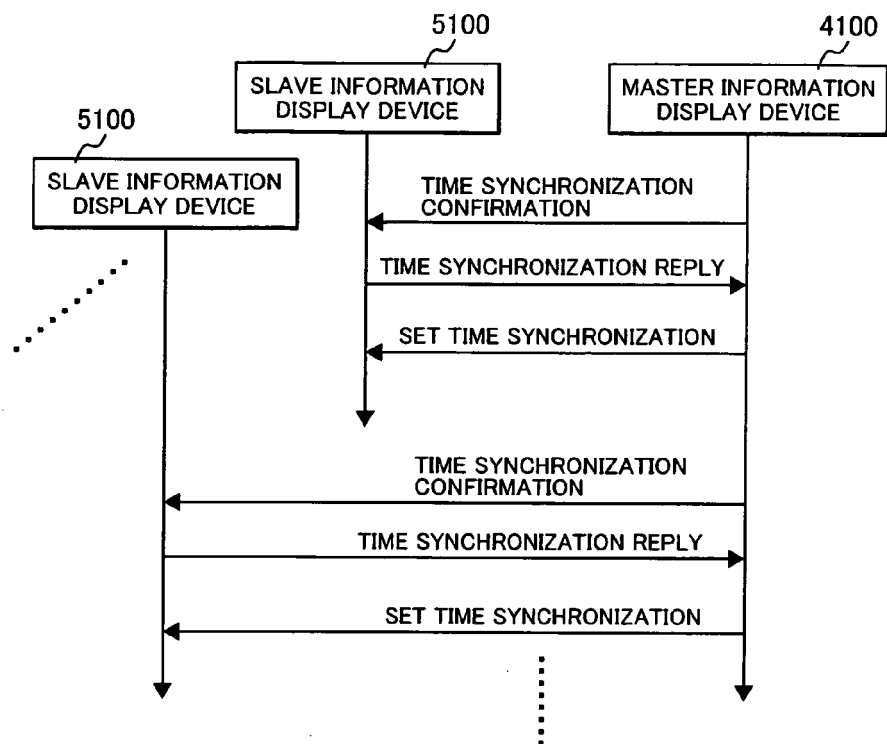 5100
4100
SLAVE INFORMATION
DISPLAY DEVICE
MASTER INFORMATION
DISPLAY DEVICE
5100
SLAVE INFORMATION
DISPLAY DEVICE
TIME SYNCHRONIZATION
CONFIRMATION
TIME SYNCHRONIZATION REPLY
SET TIME SYNCHRONIZATION
TIME SYNCHRONIZATION
CONFIRMATION
TIME SYNCHRONIZATION REPLY
SET TIME SYNCHRONIZATION